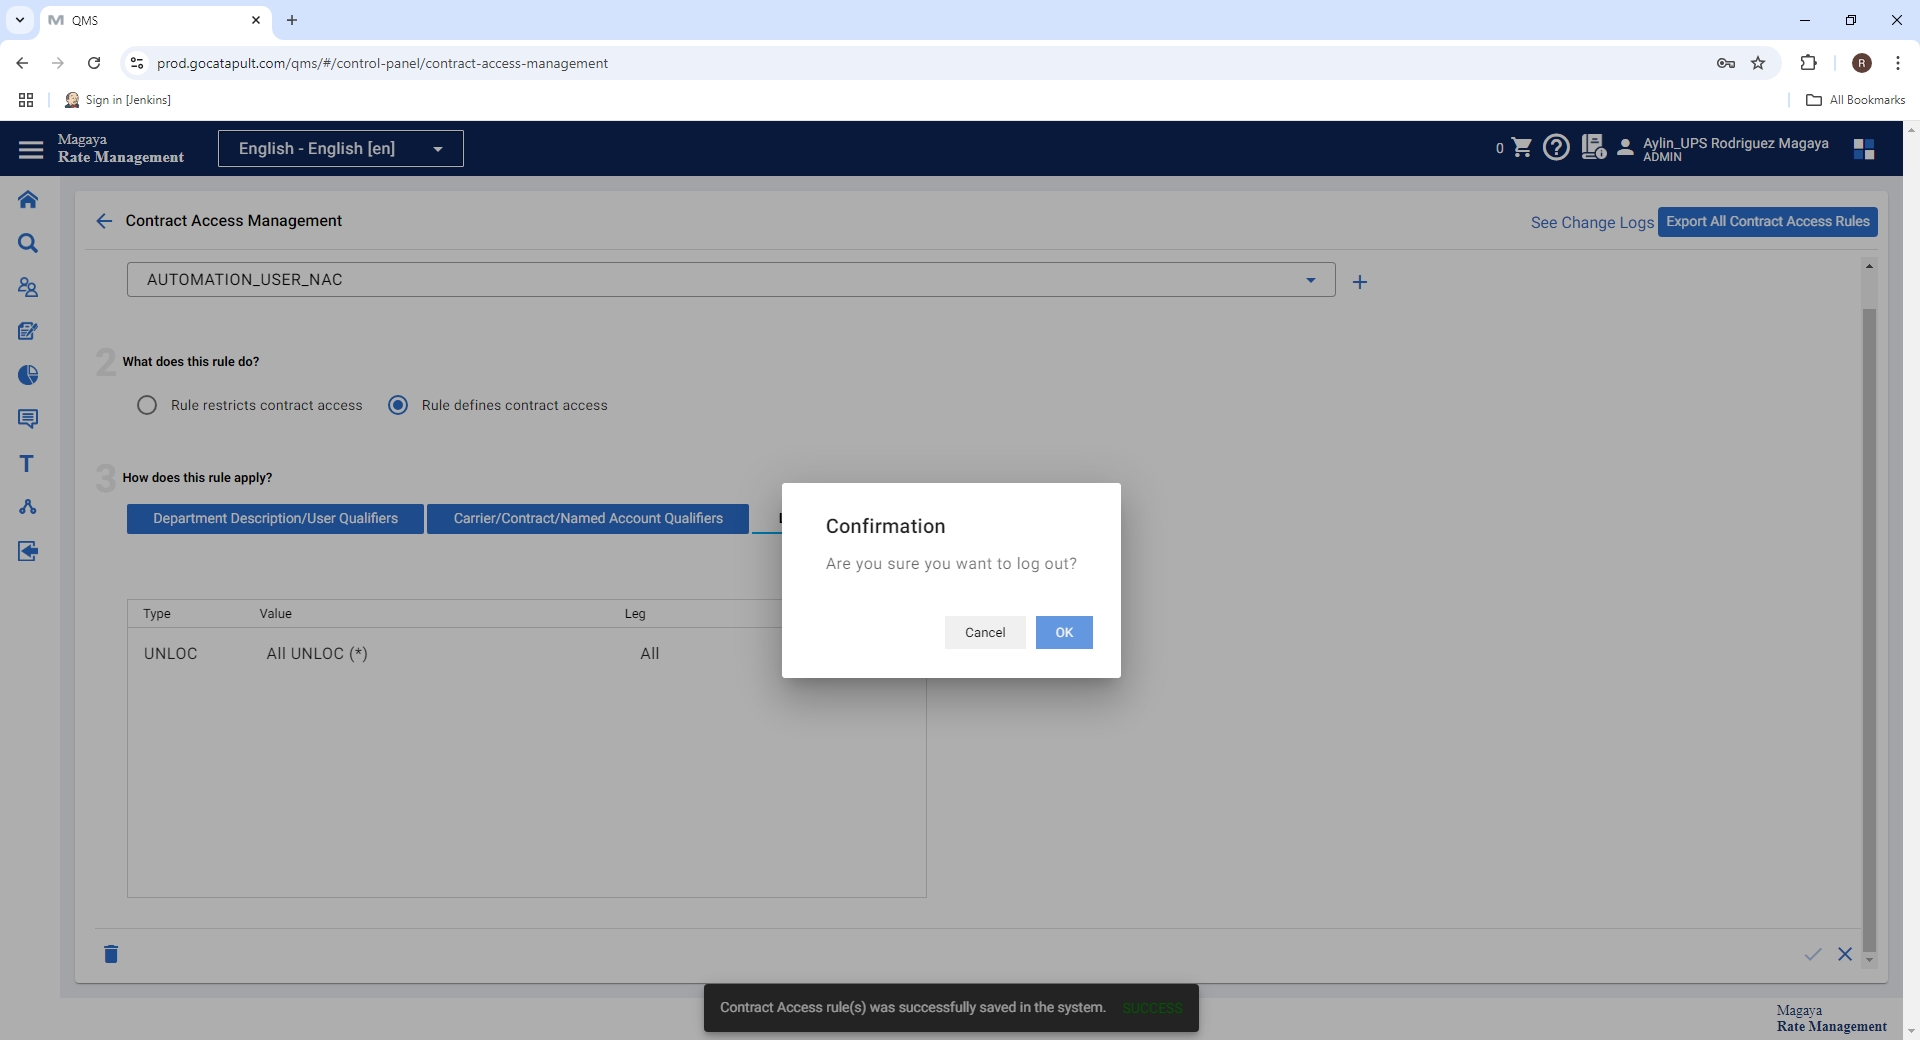 QMS
prod.gocatapult.com/qms/#/control-panel/contract-access-management
R
Sign in [Jenkins]
All Bookmarks
Magaya
Rate Management
English - English [en]
0
Aylin_UPS Rodriguez Magaya
ADMIN
Contract Access Management
See Change Logs
Export All Contract Access Rules
AUTOMATION_USER_NAC
2 What does this rule do?
Rule restricts contract access
Rule defines contract access
3 How does this rule apply?
Department Description/User Qualifiers
Carrier/Contract/Named Account Qualifiers
Confirmation
Are you sure you want to log out?
Cancel
OK
Type Value Leg
UNLOC All UNLOC (*) All
Contract Access rule(s) was successfully saved in the system. SUCCESS
Magaya
Rate Management